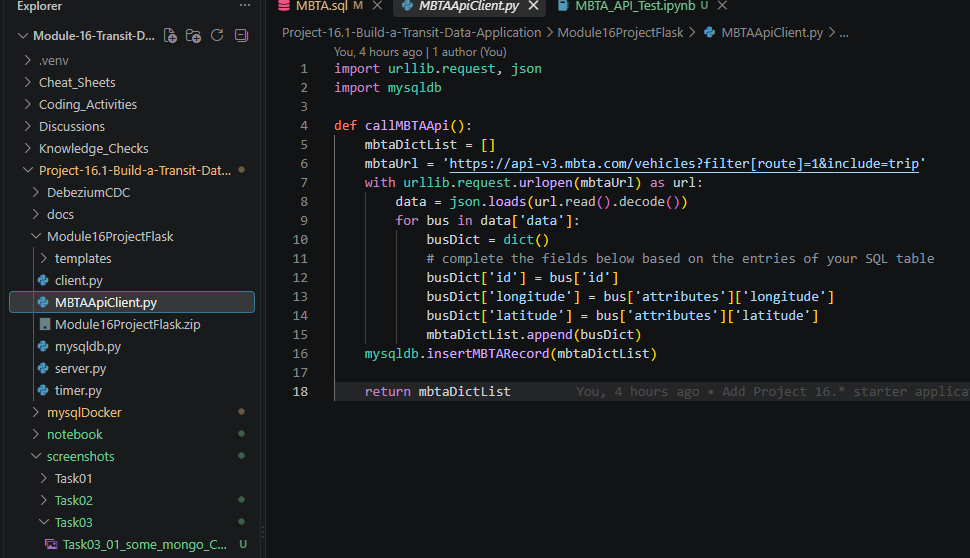 Explorer
...
Module-16-Transit-D...
.venv
Cheat_Sheets
Coding_Activities
Discussions
Knowledge_Checks
Project-16.1-Build-a-Transit-Dat...
DebeziumCDC
docs
Module16ProjectFlask
templates
client.py
MBTAApiClient.py
Module16ProjectFlask.zip
mysqldb.py
server.py
timer.py
mysqlDocker
notebook
screenshots
Task01
Task02
Task03
Task03_01_some_mongo_C... U
MBTA.sql M MBTAApiClient.py MBTA_API_Test.ipynb U
Project-16.1-Build-a-Transit-Data-Application > Module16ProjectFlask > MBTAApiClient.py > ...
You, 4 hours ago | 1 author (You)
1 import urllib.request, json
2 import mysqldb
3
4 def callMBTAApi():
5 mbtaDictList = []
6 mbtaUrl = 'https://api-v3.mbta.com/vehicles?filter[route]=1&include=trip'
7 with urllib.request.urlopen(mbtaUrl) as url:
8 data = json.loads(url.read().decode())
9 for bus in data['data']:
10 busDict = dict()
11 # complete the fields below based on the entries of your SQL table
12 busDict['id'] = bus['id']
13 busDict['longitude'] = bus['attributes']['longitude']
14 busDict['latitude'] = bus['attributes']['latitude']
15 mbtaDictList.append(busDict)
16 mysqldb.insertMBTARecord(mbtaDictList)
17
18 return mbtaDictList You, 4 hours ago • Add Project 16.* starter applica